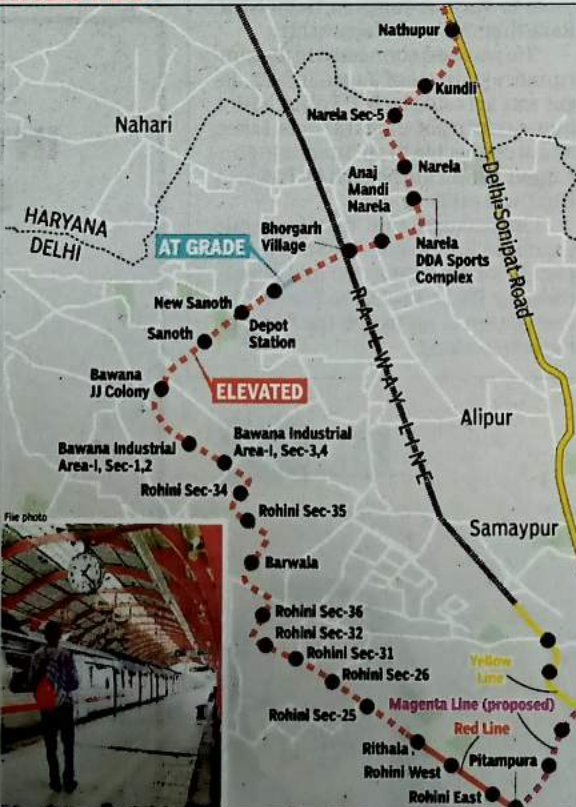 Nathupur
Kundli
Narela Sec-5
Nahari
Narela
Anaj
Mandi
Narela
Delhi-Sonipat Road
HARYANA
DELHI
Bhorgarh
Village
Narela
DDA Sports
Complex
AT GRADE
New Sanoth
Depot
Station
Sanoth
RAILWAY LINE
Bawana
JJ Colony
ELEVATED
Alipur
Bawana Industrial
Area-I, Sec-1,2
Bawana Industrial
Area-I, Sec-3,4
Rohini Sec-34
Rohini Sec-35
File photo
Samaypur
Barwala
Rohini Sec-36
Rohini Sec-32
Rohini Sec-31
Yellow
Line
Rohini Sec-26
Magenta Line (proposed)
Rohini Sec-25
Red Line
Rithala
Pitampura
Rohini West
Rohini East